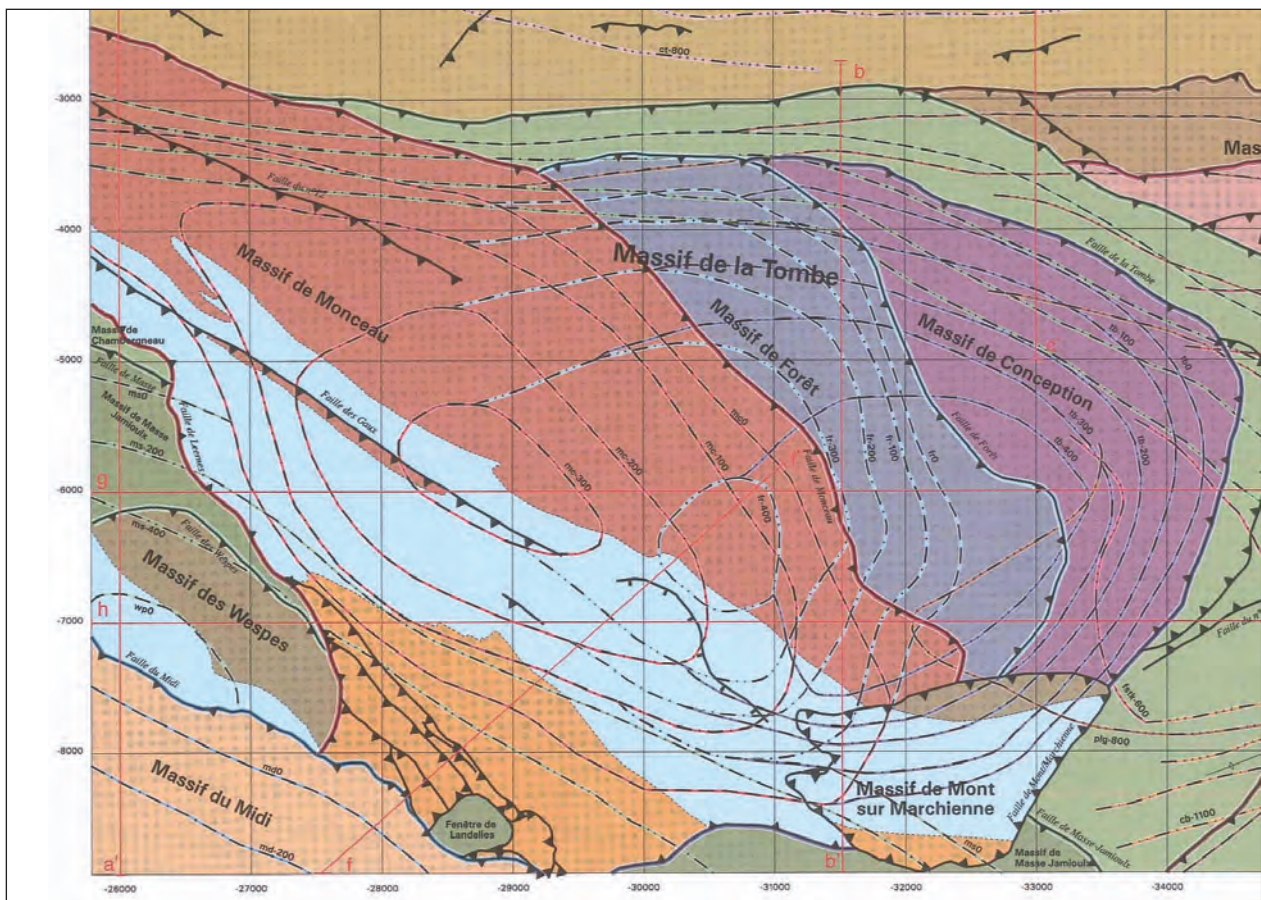 ct-800
b
-3000
Mas
Faille de la Tombe
-4000
Massif de la Tombe
Massif de Monceau
Massif de Forêt
Massif de Conception
tb-100
tb0
e
Massif de
Chambergneau
-5000
Faille de Masse
ms0
Massif de Masse
Jamioulx
ms-200
Faille de Leernes
Faille des Gaux
mc0
mc-100
mc-200
mc-300
fr-300
fr-200
fr-100
fr0
Faille de Forêt
tb-300
tb-400
tb-200
Faille de Monceau
f'
fr-400
g
-6000
ms-400
Faille des Wespes
Massif des Wespes
h
-7000
wp0
Faille du Midi
Faille du n°
fstk-600
plg-800
-8000
Massif du Midi
md0
md-200
Fenêtre de
Landelies
Massif de Mont
sur Marchienne
Faille de Mont/Marchienne
Faille de Masse-Jamioulx
cb-1100
ms0
Massif de
Masse Jamioulx
a'
f
b'
-26000
-27000
-28000
-29000
-30000
-31000
-32000
-33000
-34000